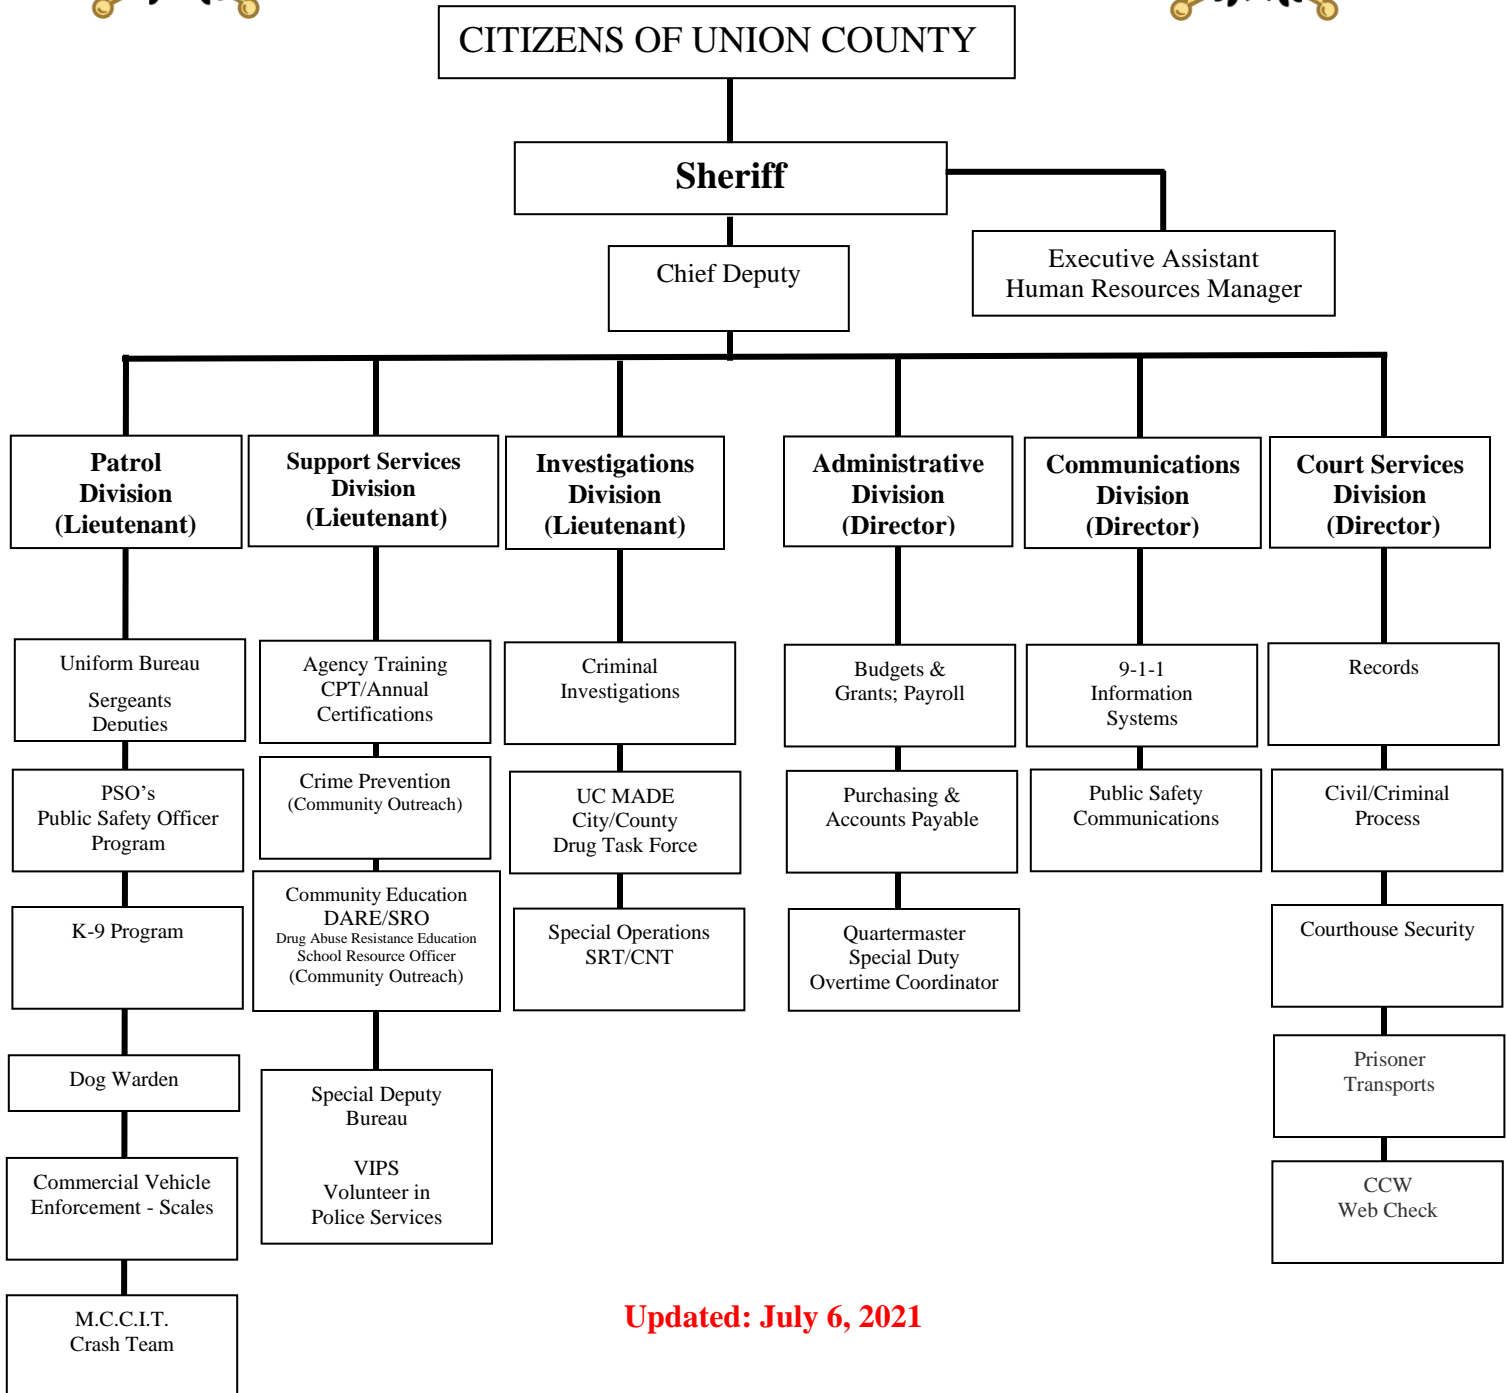 CITIZENS OF UNION COUNTY
Sheriff
Chief Deputy
Executive Assistant
Human Resources Manager
Patrol
Division
(Lieutenant)
Support Services
Division
(Lieutenant)
Investigations
Division
(Lieutenant)
Administrative
Division
(Director)
Communications
Division
(Director)
Court Services
Division
(Director)
Uniform Bureau
Sergeants
Deputies
PSO’s
Public Safety Officer
Program
K-9 Program
Dog Warden
Commercial Vehicle
Enforcement - Scales
M.C.C.I.T.
Crash Team
Agency Training
CPT/Annual
Certifications
Crime Prevention
(Community Outreach)
Community Education
DARE/SRO
Drug Abuse Resistance Education
School Resource Officer
(Community Outreach)
Special Deputy
Bureau
VIPS
Volunteer in
Police Services
Criminal
Investigations
UC MADE
City/County
Drug Task Force
Special Operations
SRT/CNT
Budgets &
Grants; Payroll
Purchasing &
Accounts Payable
Quartermaster
Special Duty
Overtime Coordinator
9-1-1
Information
Systems
Public Safety
Communications
Records
Civil/Criminal
Process
Courthouse Security
Prisoner
Transports
CCW
Web Check
Updated: July 6, 2021